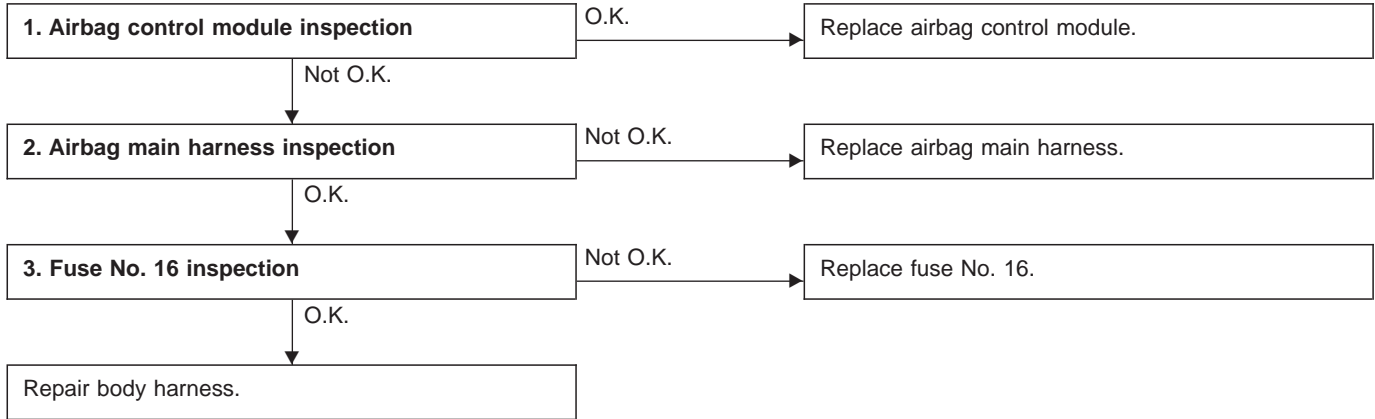 1. Airbag control module inspection
O.K.
Replace airbag control module.
Not O.K.
2. Airbag main harness inspection
Not O.K.
Replace airbag main harness.
O.K.
3. Fuse No. 16 inspection
Not O.K.
Replace fuse No. 16.
O.K.
Repair body harness.